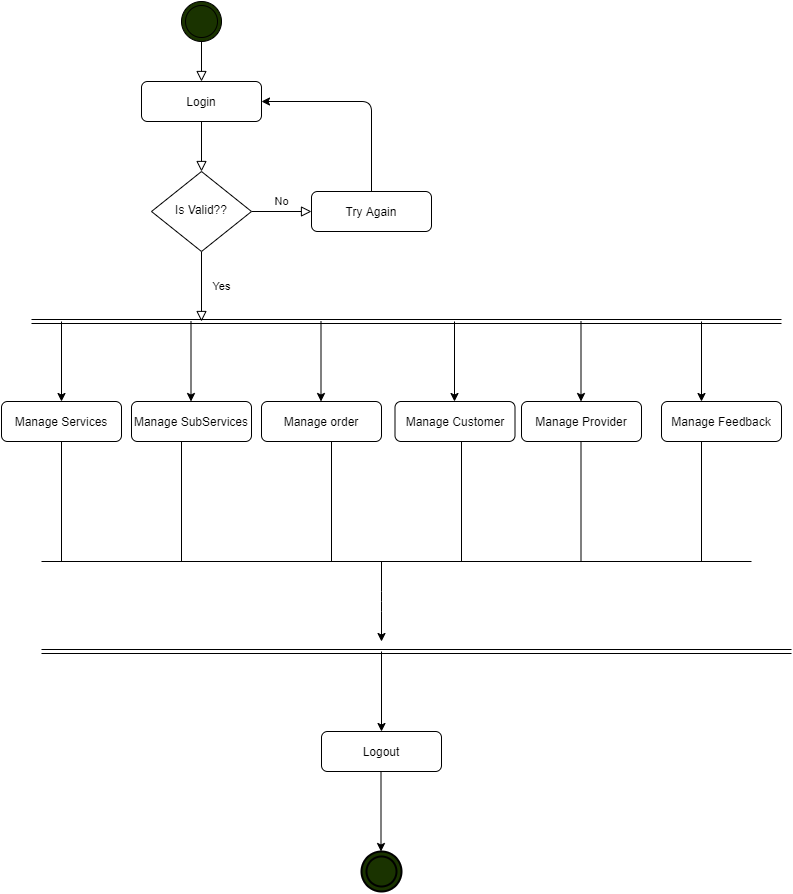 Login
Is Valid??
No
Try Again
Yes
Manage Services
Manage SubServices
Manage order
Manage Customer
Manage Provider
Manage Feedback
Logout